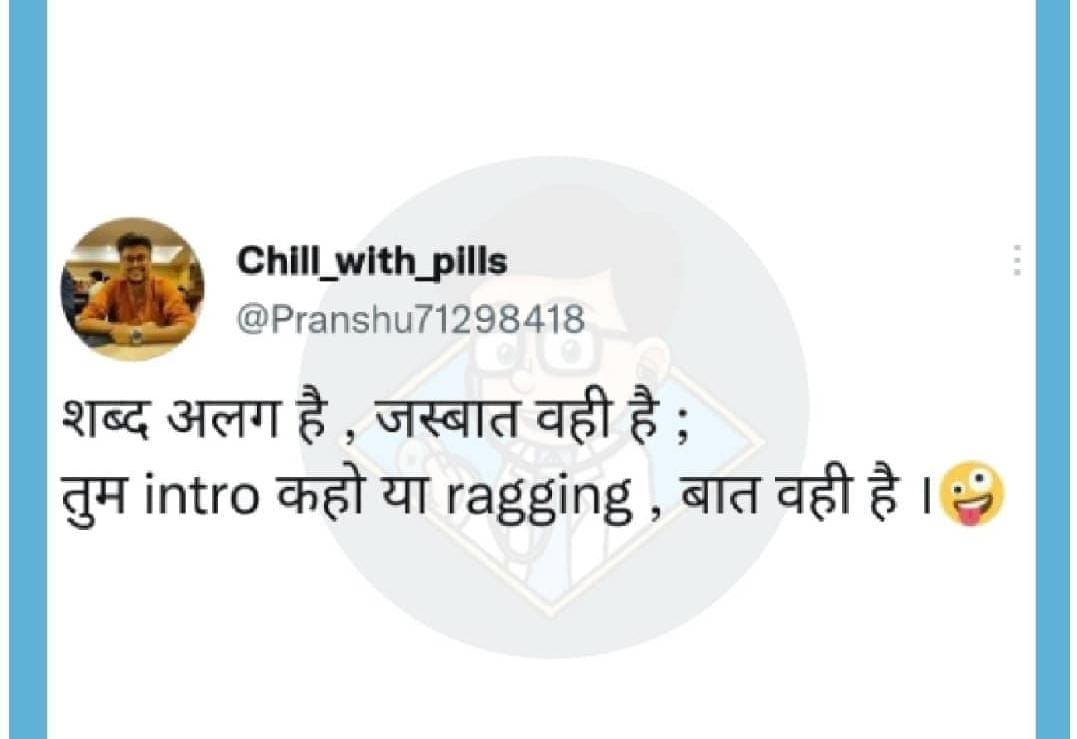 Chill_with_pills
@Pranshu71298418
शब्द अलग है , जस्बात वही है ;
तुम intro कहो या ragging , बात वही है ।🤪